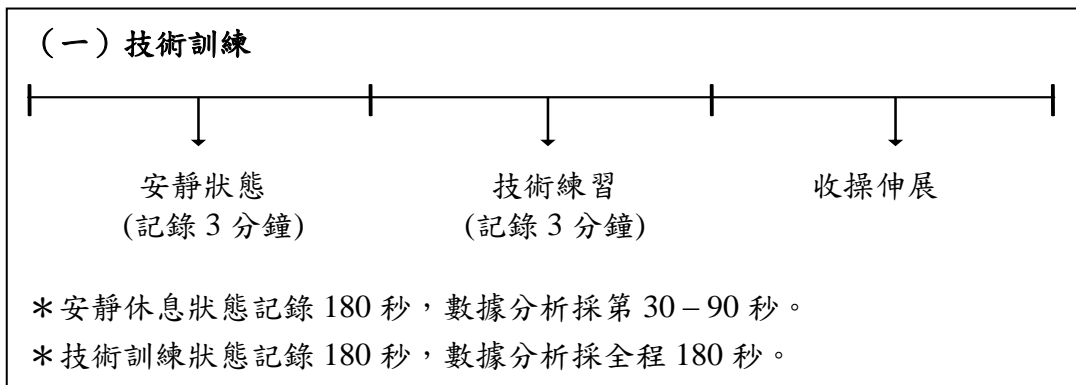 （一）技術訓練
安靜狀態 技術練習 收操伸展
(記錄 3 分鐘) (記錄 3 分鐘)
＊安靜休息狀態記錄 180 秒，數據分析採第 30 – 90 秒。
＊技術訓練狀態記錄 180 秒，數據分析採全程 180 秒。